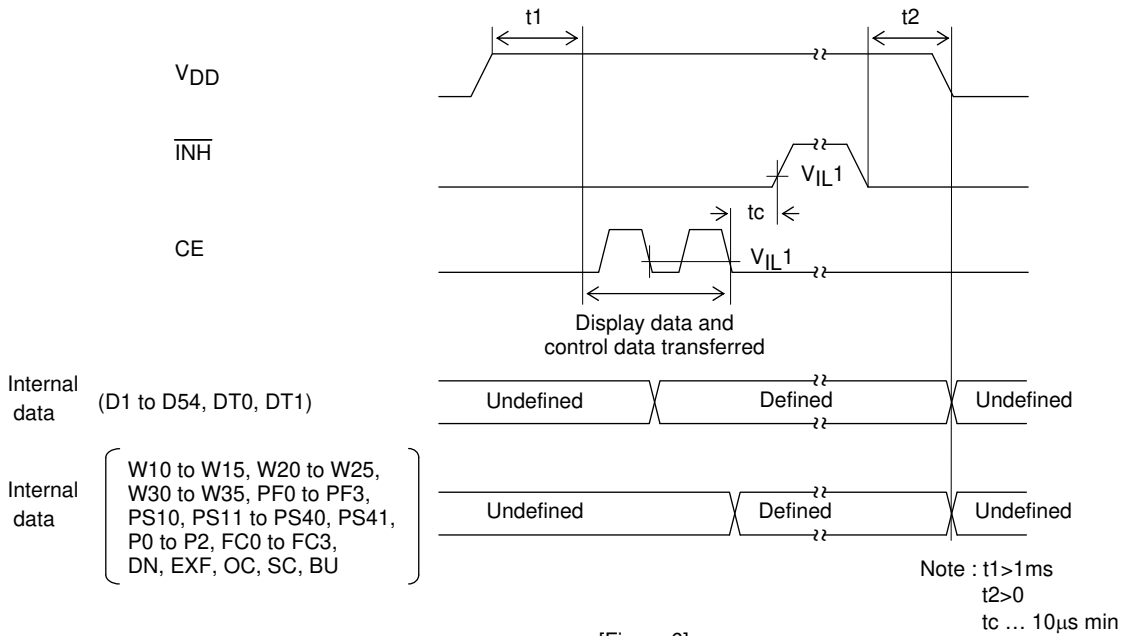 t1
t2
VDD
INH
VIL1
tc
CE
VIL1
Display data and
control data transferred
Internal
data
(D1 to D54, DT0, DT1)
Undefined
Defined
Undefined
Internal
data
W10 to W15, W20 to W25,
W30 to W35, PF0 to PF3,
PS10, PS11 to PS40, PS41,
P0 to P2, FC0 to FC3,
DN, EXF, OC, SC, BU
Undefined
Defined
Undefined
Note : t1>1ms
t2>0
tc … 10μs min